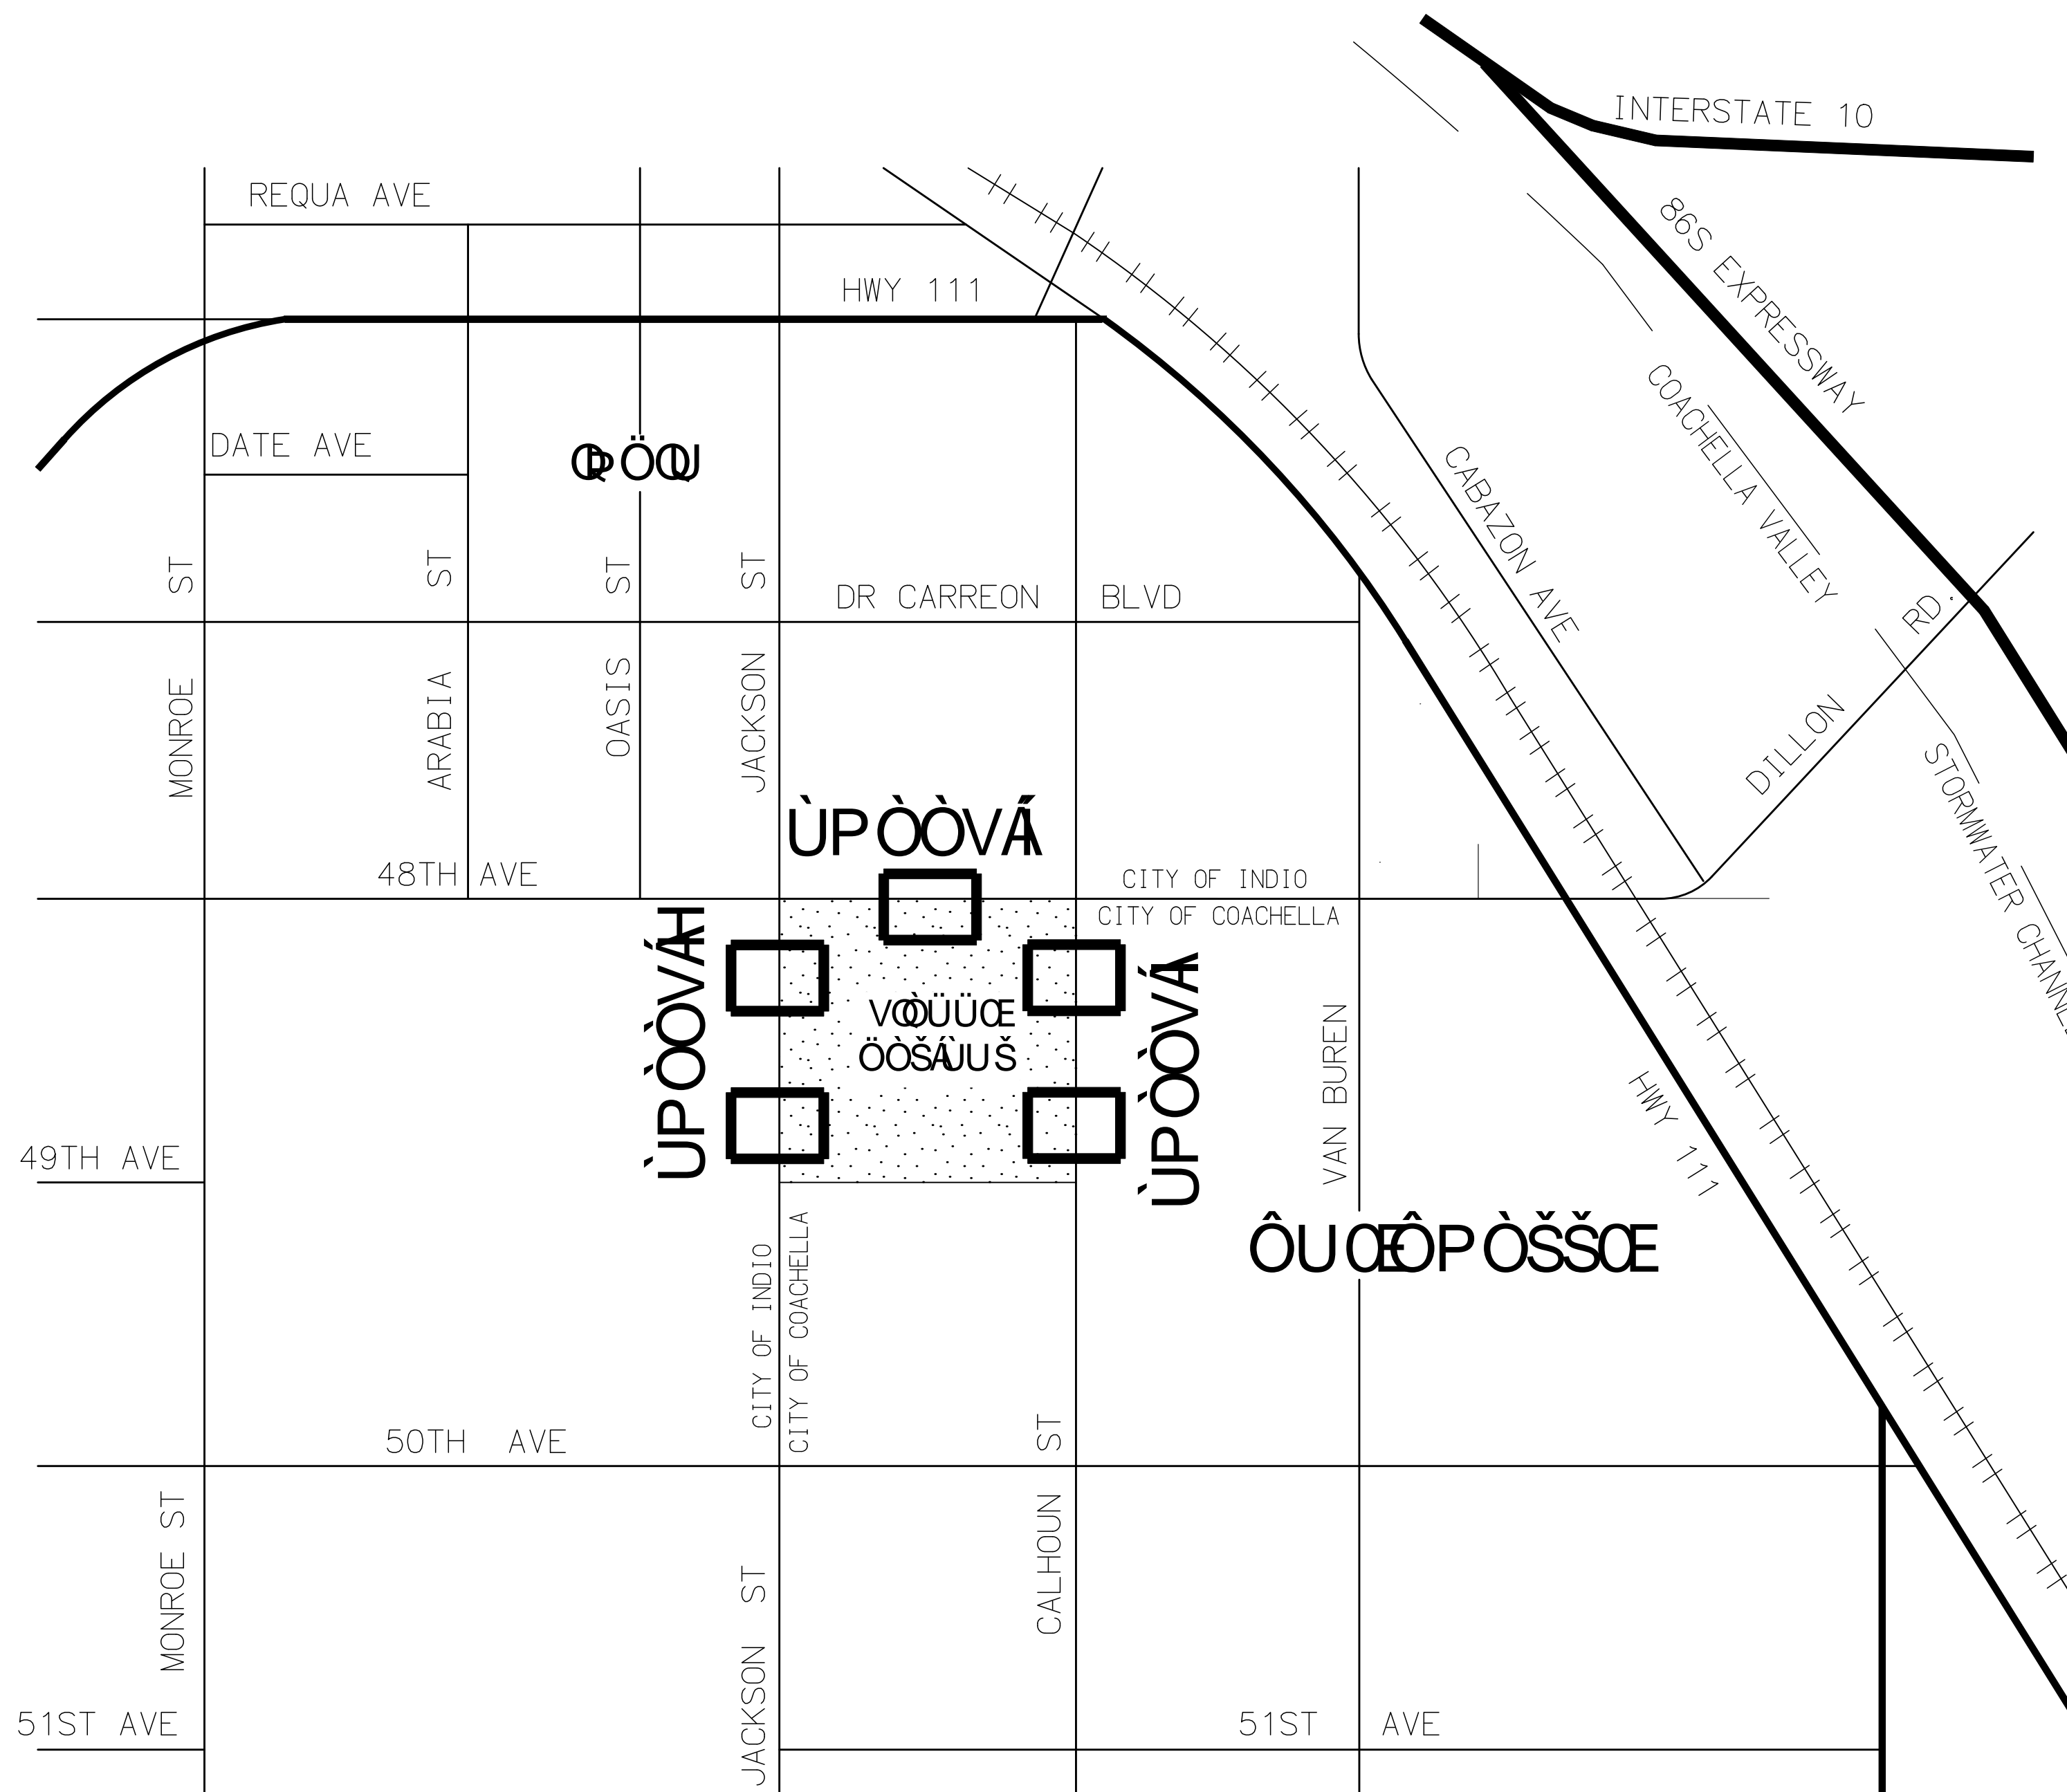 INTERSTATE 10
REQUA AVE
86S EXPRESSWAY
HWY 111
DATE AVE
COACHELLA VALLEY
CABAZON AVE
MONROE ST
ARABIA ST
OASIS ST
JACKSON ST
DR CARREON BLVD
DILLON RD.
48TH AVE
CITY OF INDIO
CITY OF COACHELLA
STORMWATER CHANNEL
VAN BUREN
HWY 111
49TH AVE
ÔUŒÔPÒŠŠŒ
CITY OF INDIO
CITY OF COACHELLA
50TH AVE
MONROE ST
JACKSON ST
CALHOUN ST
51ST AVE
51ST AVE